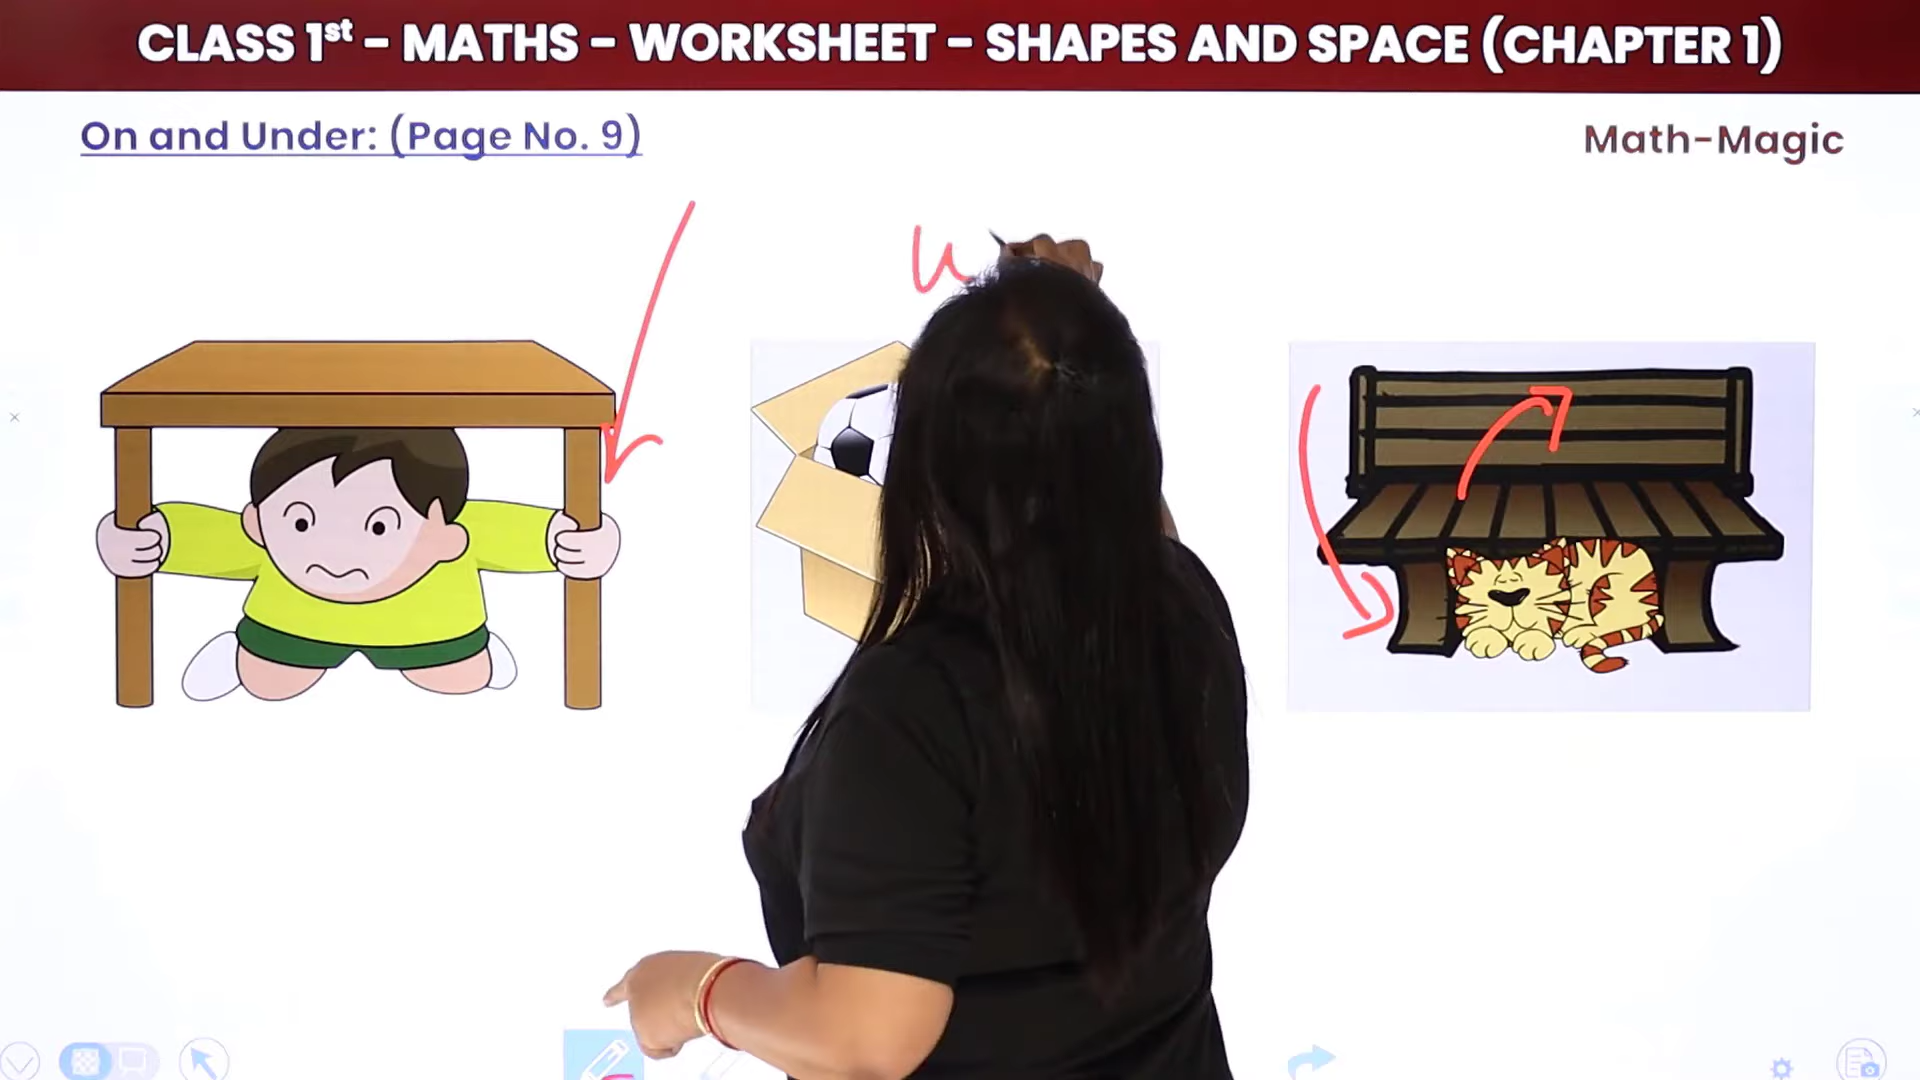 CLASS 1st - MATHS - WORKSHEET - SHAPES AND SPACE (CHAPTER 1)
On and Under: (Page No. 9)
Math-Magic
u